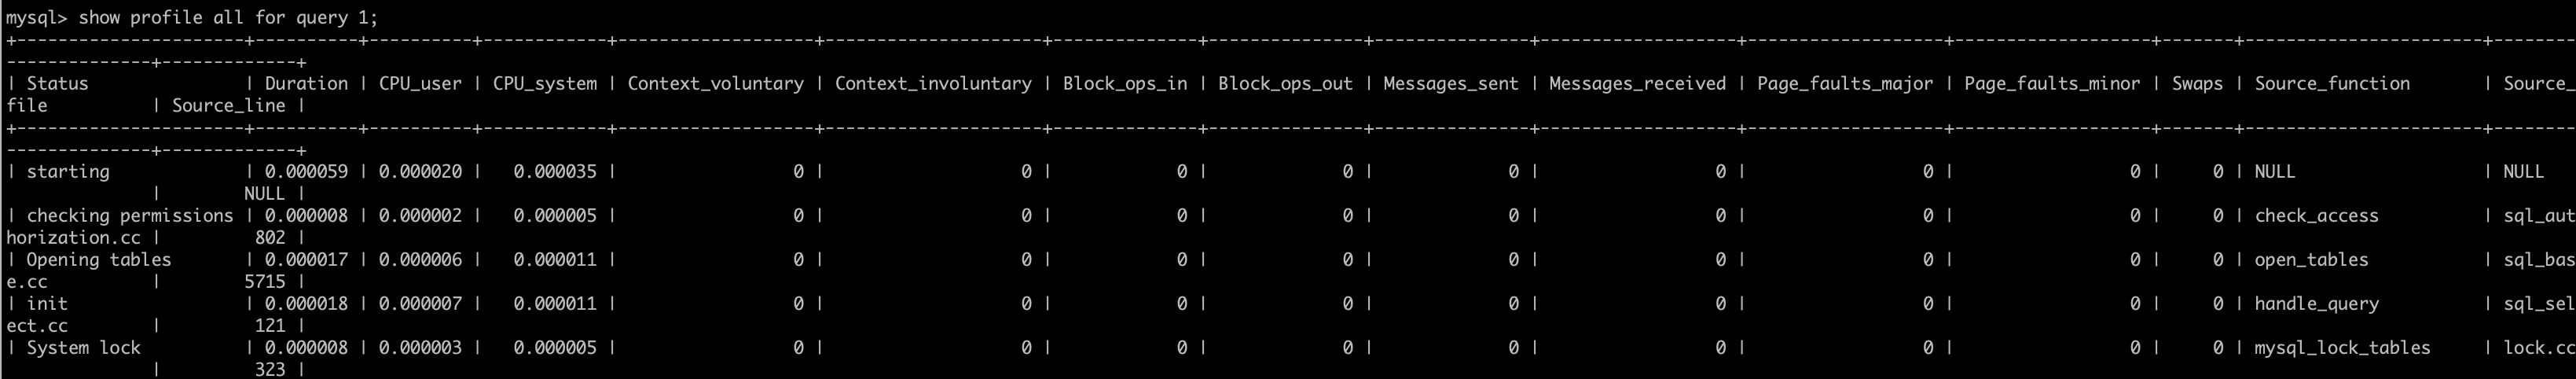 mysql> show profile all for query 1;
+----------------------+----------+----------+------------+-------------------+---------------------+--------------+---------------+---------------+-------------------+-------------------+-------------------+-------+-----------------------+--------
--------------+-------------+
| Status               | Duration | CPU_user | CPU_system | Context_voluntary | Context_involuntary | Block_ops_in | Block_ops_out | Messages_sent | Messages_received | Page_faults_major | Page_faults_minor | Swaps | Source_function       | Source_
file          | Source_line |
+----------------------+----------+----------+------------+-------------------+---------------------+--------------+---------------+---------------+-------------------+-------------------+-------------------+-------+-----------------------+--------
--------------+-------------+
| starting             | 0.000059 | 0.000020 |   0.000035 |                 0 |                   0 |            0 |             0 |             0 |                 0 |                 0 |                 0 |     0 | NULL                  | NULL
              |        NULL |
| checking permissions | 0.000008 | 0.000002 |   0.000005 |                 0 |                   0 |            0 |             0 |             0 |                 0 |                 0 |                 0 |     0 | check_access          | sql_aut
horization.cc |         802 |
| Opening tables       | 0.000017 | 0.000006 |   0.000011 |                 0 |                   0 |            0 |             0 |             0 |                 0 |                 0 |                 0 |     0 | open_tables           | sql_bas
e.cc          |        5715 |
| init                 | 0.000018 | 0.000007 |   0.000011 |                 0 |                   0 |            0 |             0 |             0 |                 0 |                 0 |                 0 |     0 | handle_query          | sql_sel
ect.cc        |         121 |
| System lock          | 0.000008 | 0.000003 |   0.000005 |                 0 |                   0 |            0 |             0 |             0 |                 0 |                 0 |                 0 |     0 | mysql_lock_tables     | lock.cc
              |         323 |